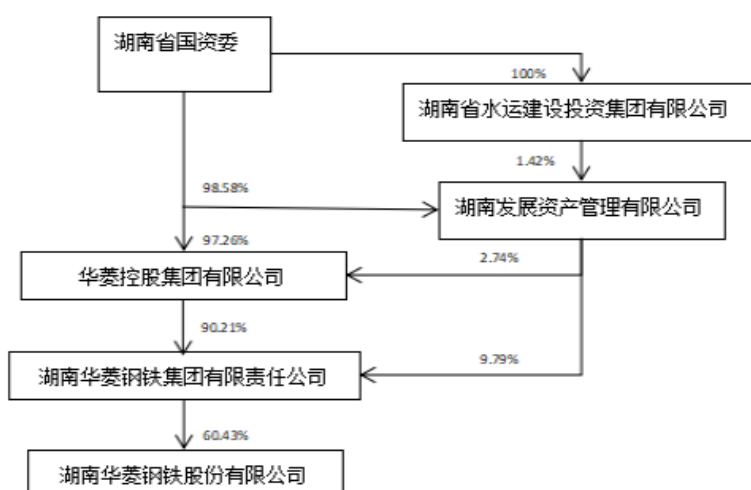 湖南省国资委
100%
湖南省水运建设投资集团有限公司
1.42%
98.58%
湖南发展资产管理有限公司
97.26%
2.74%
华菱控股集团有限公司
90.21%
9.79%
湖南华菱钢铁集团有限责任公司
60.43%
湖南华菱钢铁股份有限公司